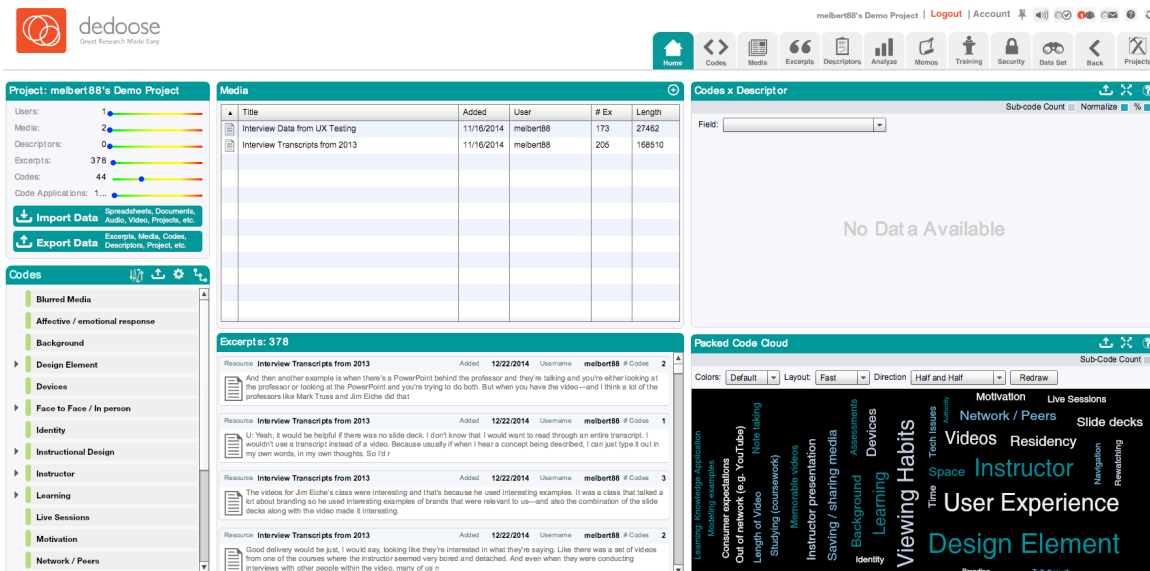 dedoose
Great Research Made Easy
melbert88's Demo Project | Logout | Account
Home Codes Media Excerpts Descriptors Analyze Memos Training Security Data Set Back Projects
Project: melbert88's Demo Project
Users: 1
Media: 2
Descriptors: 0
Excerpts: 378
Codes: 44
Code Applications: 1...
Import Data Spreadsheets, Documents,
Audio, Video, Projects, etc.
Export Data Excerpts, Media, Codes,
Descriptors, Project, etc.
Codes
Blurred Media
Affective / emotional response
Background
Design Element
Devices
Face to Face / In person
Identity
Instructional Design
Instructor
Learning
Live Sessions
Motivation
Network / Peers
Media
Title Added User # Ex Length
Interview Data from UX Testing 11/16/2014 melbert88 173 27462
Interview Transcripts from 2013 11/16/2014 melbert88 205 168510
Excerpts: 378
Resource Interview Transcripts from 2013 Added 12/22/2014 Username melbert88 # Codes 2
And then another example is when there's a PowerPoint behind the professor and they're talking and you're either looking at
the professor or looking at the PowerPoint and you're trying to do both. But when you have the video—and I think a lot of the
professors like Mark Truss and Jim Eiche did that
Resource Interview Transcripts from 2013 Added 12/22/2014 Username melbert88 # Codes 1
U: Yeah, it would be helpful if there was no slide deck. I don't know that I would want to read through an entire transcript. I
wouldn't use a transcript instead of a video. Because usually if when I hear a concept being described, I can just type it out in
my own words, in my own thoughts. So I'd r
Resource Interview Transcripts from 2013 Added 12/22/2014 Username melbert88 # Codes 3
The videos for Jim Eiche's class were interesting and that's because he used interesting examples. It was a class that talked a
lot about branding so he used interesting examples of brands that were relevant to us—and also the combination of the slide
decks along with the video made it interesting.
Resource Interview Transcripts from 2013 Added 12/22/2014 Username melbert88 # Codes 2
Good delivery would be just, I would say, looking like they're interested in what they're saying. Like there was a set of videos
from one of the courses where the instructor seemed very bored and detached. And even when they were conducting
interviews with other people within the video, many of us n
Codes x Descriptor
Sub-code Count Normalize %
Field:
No Data Available
Packed Code Cloud
Sub-Code Count
Colors: Default Layout: Fast Direction Half and Half Redraw
Learning: Knowledge Application
Modeling examples
Consumer expectations
Out of network (e.g. YouTube)
Length of Video
Note taking
Studying (coursework)
Memorable videos
Instructor presentation
Saving / sharing media
Assessments
Background
Devices
Learning
Identity
Viewing Habits
Tech Issues
Authority
Motivation
Live Sessions
Network / Peers
Slide decks
Videos
Residency
Space
Instructor
Navigation
Rewatching
Time
User Experience
Design Element